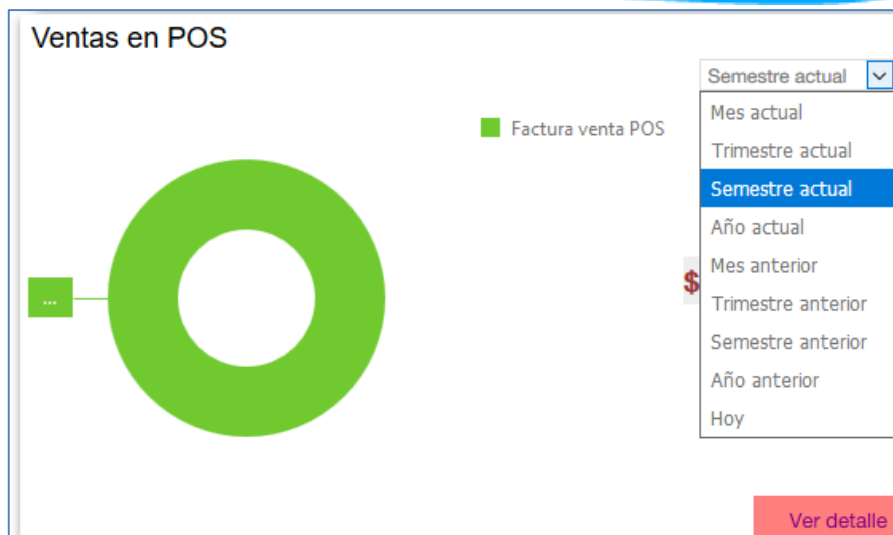 Ventas en POS
Semestre actual
Factura venta POS
Mes actual
Trimestre actual
Semestre actual
Año actual
Mes anterior
Trimestre anterior
Semestre anterior
Año anterior
Hoy
...
$
Ver detalle